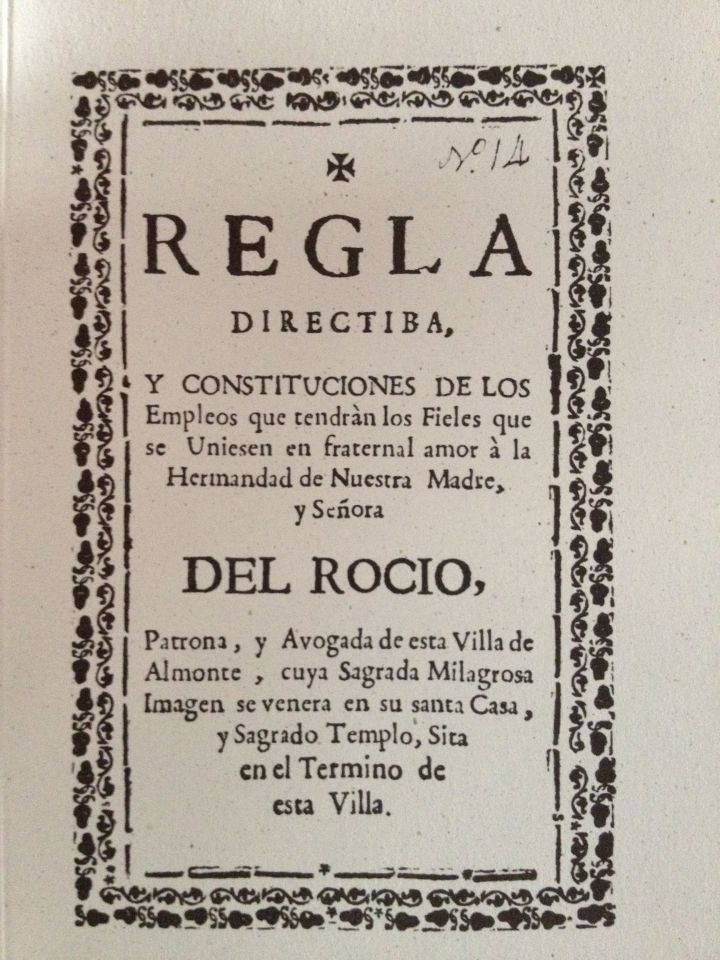 Nº. 14
✠
REGLA
DIRECTIBA,
Y CONSTITUCIONES DE LOS
Empleos que tendràn los Fieles que
se Uniesen en fraternal amor à la
Hermandad de Nuestra Madre,
y Señora
DEL ROCIO,
Patrona, y Avogada de esta Villa de
Almonte, cuya Sagrada Milagrosa
Imagen se venera en su santa Casa,
y Sagrado Templo, Sita
en el Termino de
esta Villa.